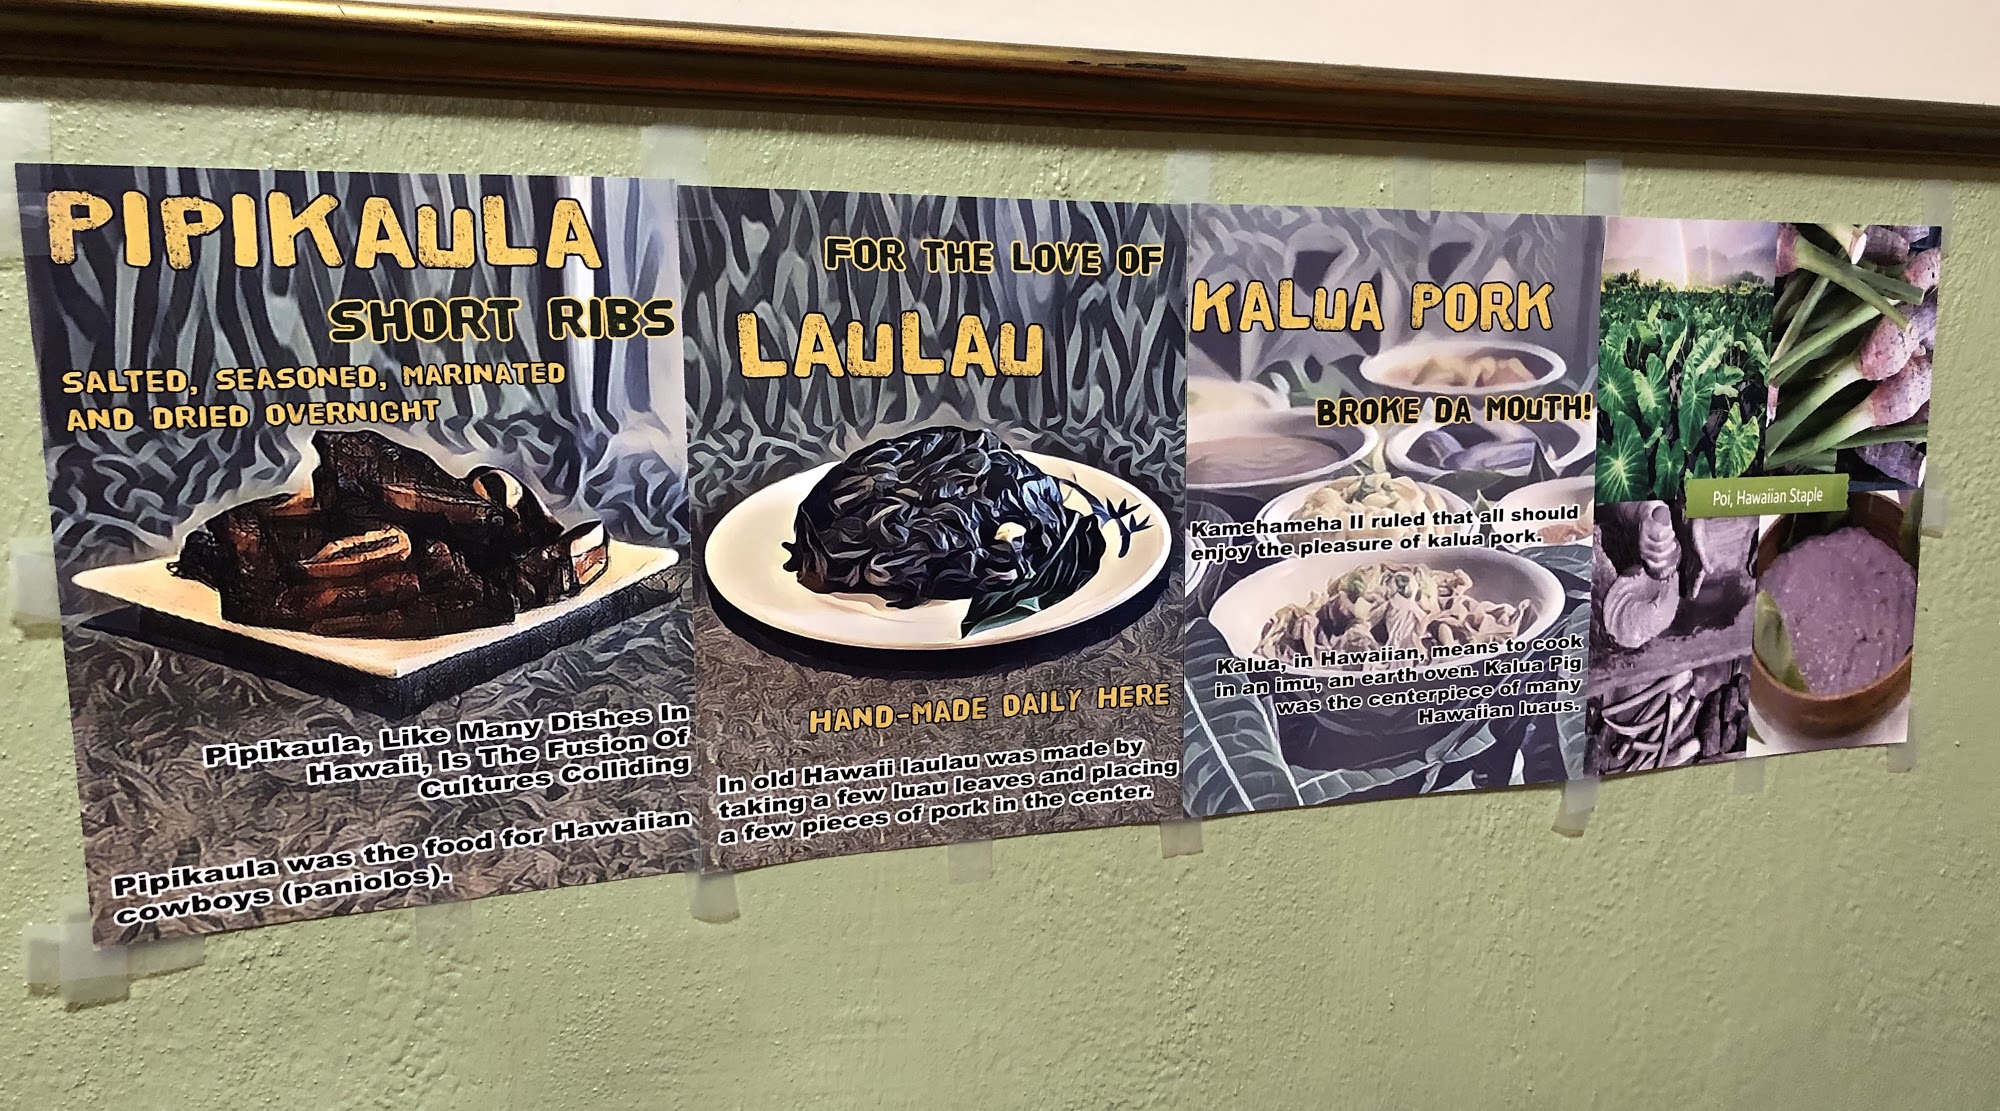 PIPIKAULA
SHORT RIBS
SALTED, SEASONED, MARINATED
AND DRIED OVERNIGHT
Pipikaula, Like Many Dishes In
Hawaii, Is The Fusion Of
Cultures Colliding
Pipikaula was the food for Hawaiian
cowboys (paniolos).
FOR THE LOVE OF
LAULAU
HAND-MADE DAILY HERE
In old Hawaii laulau was made by
taking a few luau leaves and placing
a few pieces of pork in the center.
KALUA PORK
BROKE DA MOUTH!
Kamehameha II ruled that all should
enjoy the pleasure of kalua pork.
Kalua, in Hawaiian, means to cook
in an imu, an earth oven. Kalua Pig
was the centerpiece of many
Hawaiian luaus.
Poi, Hawaiian Staple